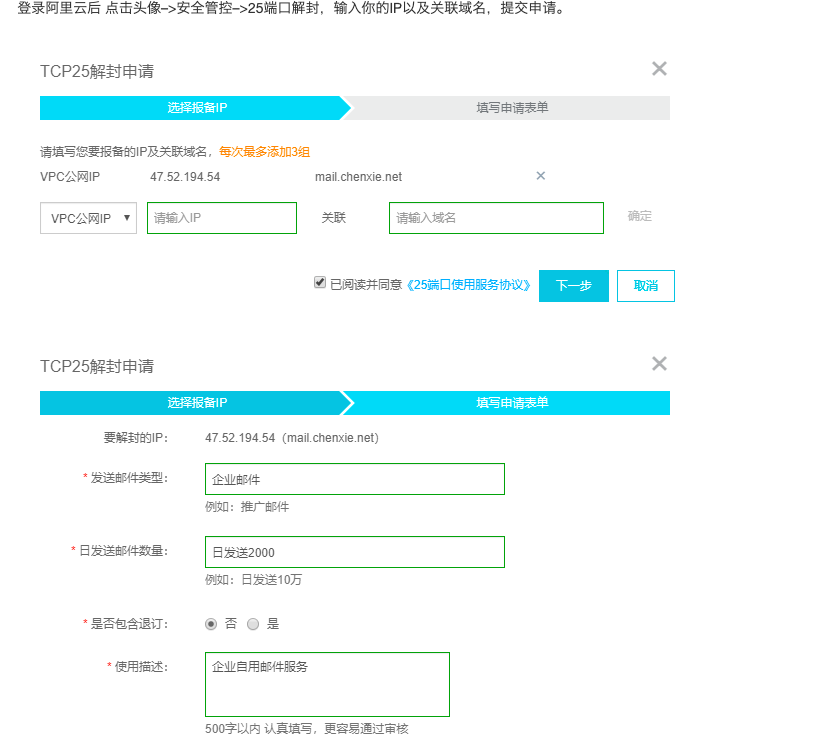 登录阿里云后 点击头像–>安全管控–>25端口解封，输入你的IP以及关联域名，提交申请。
TCP25解封申请
选择报备IP 填写申请表单
请填写您要报备的IP及关联域名，每次最多添加3组
VPC公网IP 47.52.194.54 mail.chenxie.net
VPC公网IP 请输入IP 关联 请输入域名 确定
已阅读并同意《25端口使用服务协议》 下一步 取消
TCP25解封申请
选择报备IP 填写申请表单
要解封的IP： 47.52.194.54（mail.chenxie.net）
* 发送邮件类型： 企业邮件
例如：推广邮件
* 日发送邮件数量： 日发送2000
例如：日发送10万
* 是否包含退订： 否 是
* 使用描述： 企业自用邮件服务
500字以内 认真填写，更容易通过审核